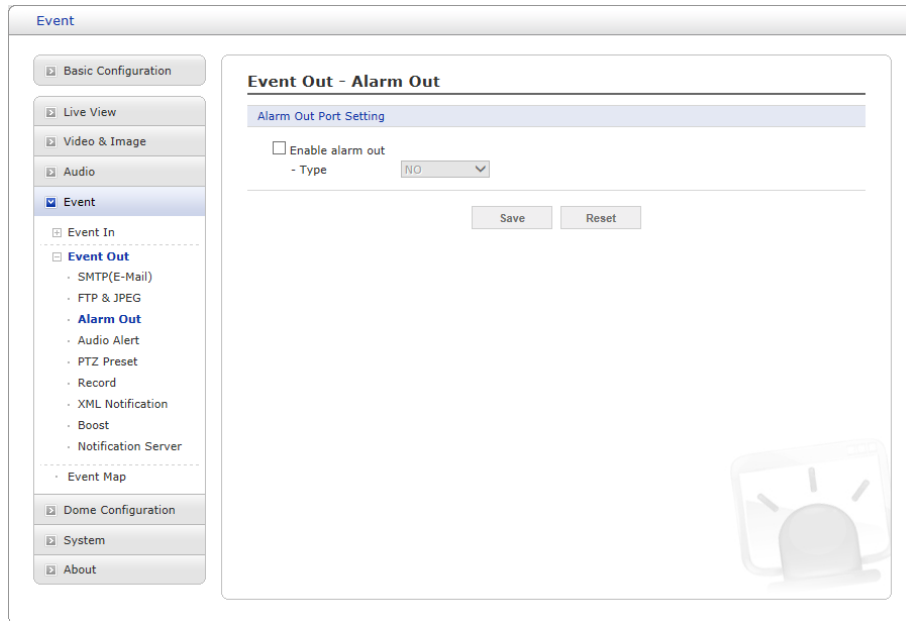 Event
Basic Configuration
Live View
Video & Image
Audio
Event
Event In
Event Out
SMTP(E-Mail)
FTP & JPEG
Alarm Out
Audio Alert
PTZ Preset
Record
XML Notification
Boost
Notification Server
Event Map
Dome Configuration
System
About
Event Out - Alarm Out
Alarm Out Port Setting
Enable alarm out
- Type NO
Save Reset